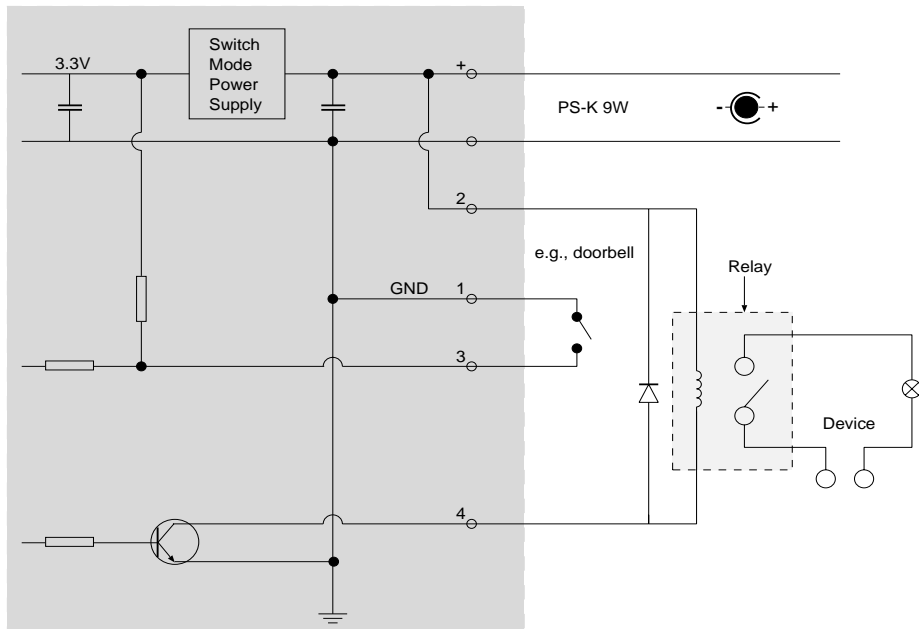 3.3V
Switch
Mode
Power
Supply
+
PS-K 9W
- +
2
e.g., doorbell
Relay
GND 1
3
Device
4